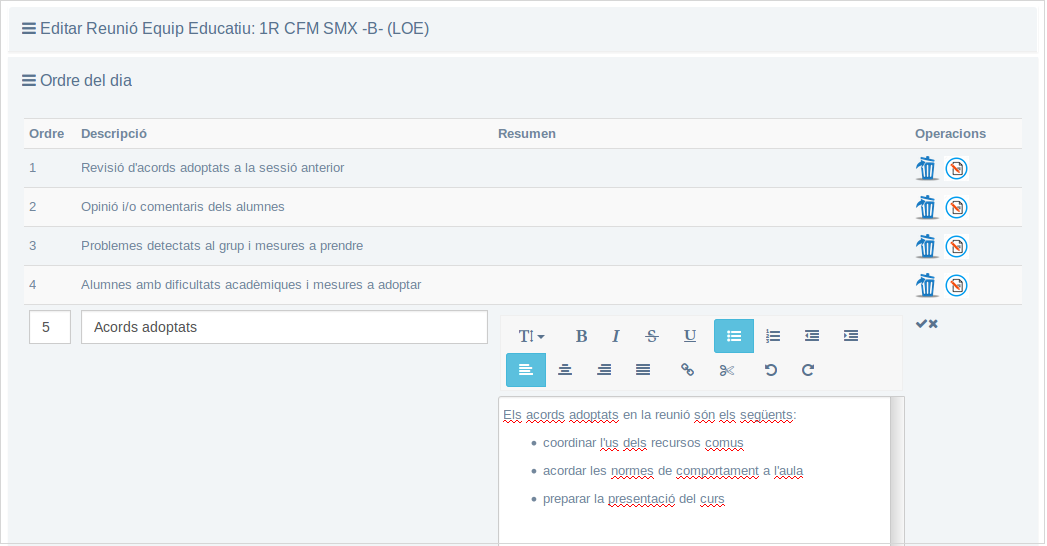 Editar Reunió Equip Educatiu: 1R CFM SMX -B- (LOE)
Ordre del dia
Ordre Descripció Resumen Operacions
1 Revisió d'acords adoptats a la sessió anterior
2 Opinió i/o comentaris dels alumnes
3 Problemes detectats al grup i mesures a prendre
4 Alumnes amb dificultats acadèmiques i mesures a adoptar
5 Acords adoptats
Els acords adoptats en la reunió són els següents:
coordinar l'us dels recursos comus
acordar les normes de comportament a l'aula
preparar la presentació del curs